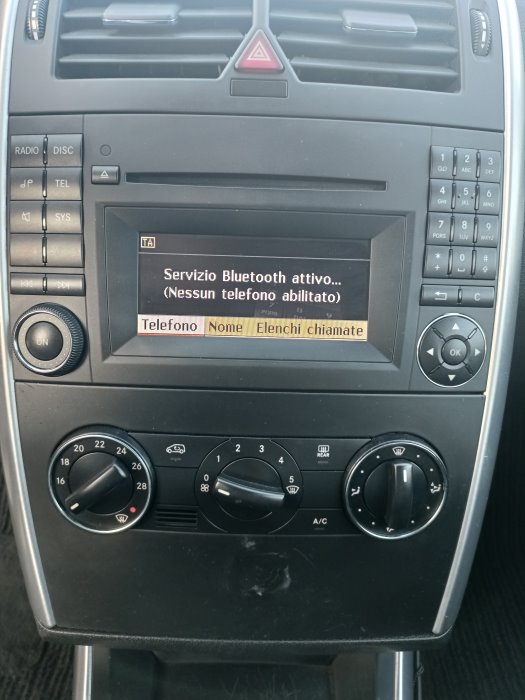 RADIO DISC
TEL
SYS
ON
TA
Servizio Bluetooth attivo...
(Nessun telefono abilitato)
Telefono Nome Elenchi chiamate
1 2 ABC 3 DEF
4 GHI 5 JKL 6 MNO
7 PQRS 8 TUV 9 WXYZ
* 0 #
C
OK
16 18 20 22 24 26 28
0 1 2 3 4 5
REAR
A/C